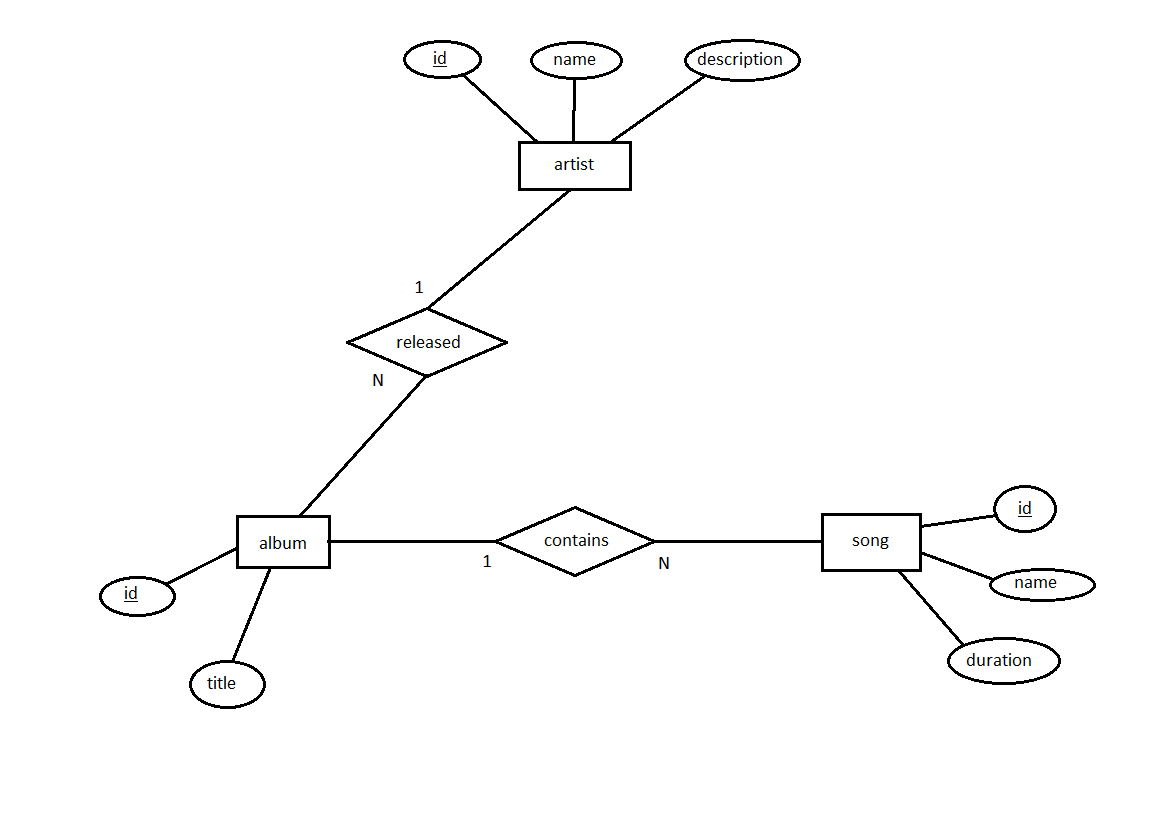 id
name
description
artist
1
released
N
album
1
contains
N
song
id
name
duration
id
title